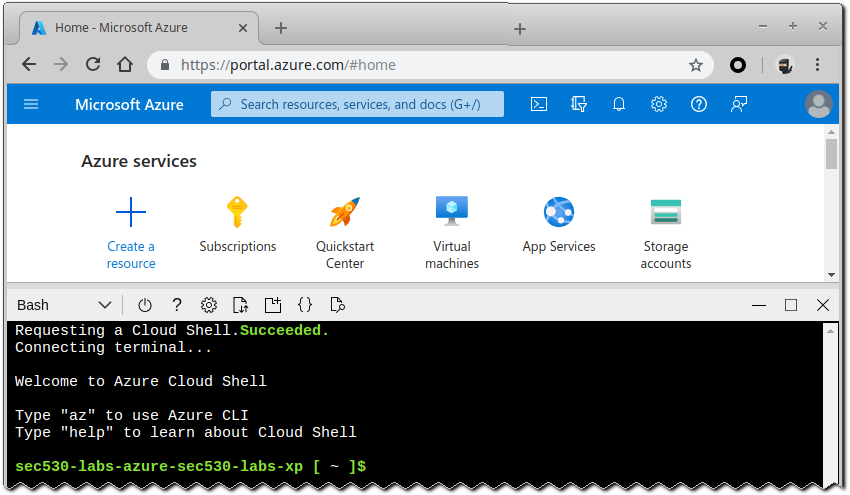 Home - Microsoft Azure
https://portal.azure.com/#home
Microsoft Azure
Search resources, services, and docs (G+/)
Azure services
Create a resource
Subscriptions
Quickstart Center
Virtual machines
App Services
Storage accounts
Bash
Requesting a Cloud Shell.Succeeded.
Connecting terminal...
Welcome to Azure Cloud Shell
Type "az" to use Azure CLI
Type "help" to learn about Cloud Shell
sec530-labs-azure-sec530-labs-xp [ ~ ]$